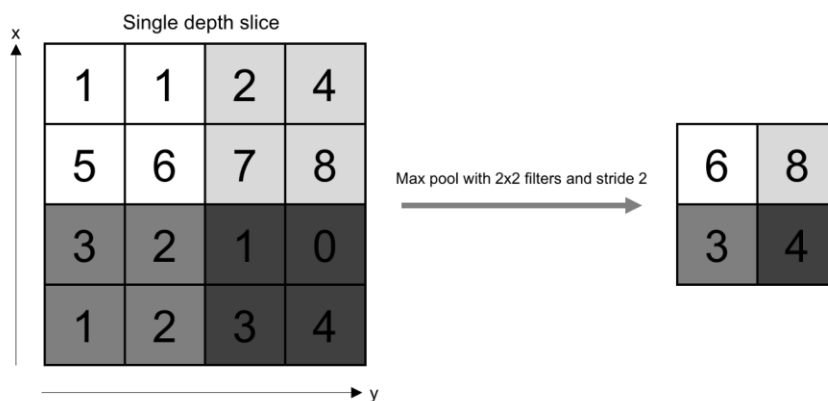 Single depth slice
x
1 1 2 4
5 6 7 8
3 2 1 0
1 2 3 4
y
Max pool with 2x2 filters and stride 2
6 8
3 4